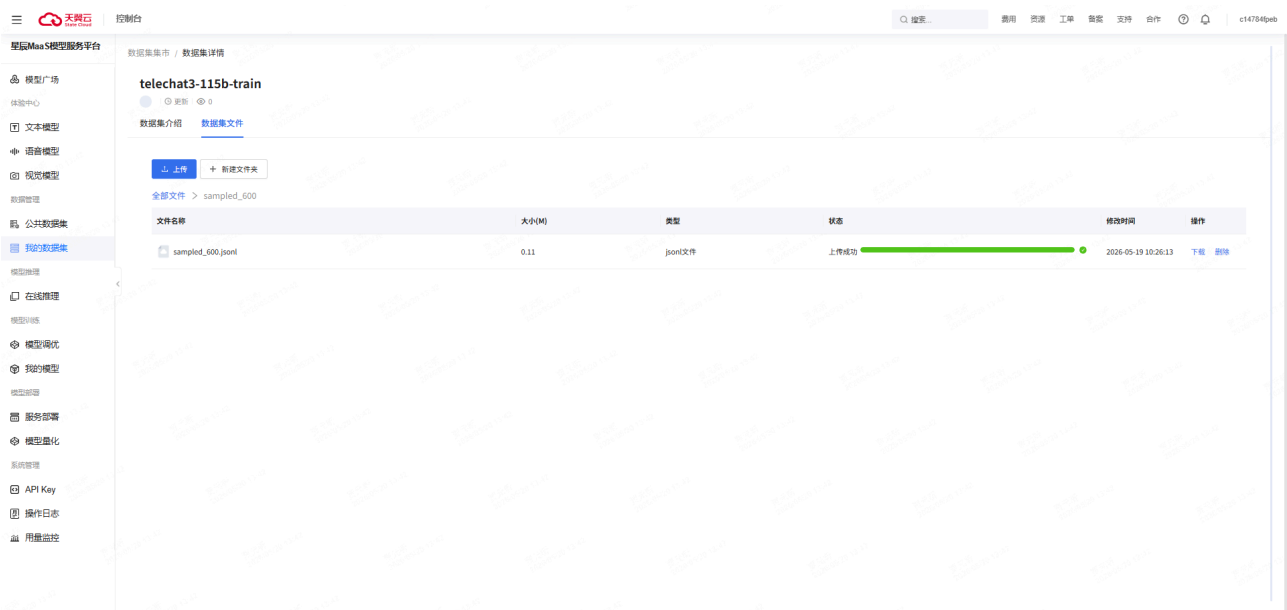 天翼云 控制台 搜索... 费用 资源 工单 备案 支持 合作 c14784fpeb
State Cloud
星辰MaaS模型服务平台
模型广场
体验中心
文本模型
语音模型
视觉模型
数据管理
公共数据集
我的数据集
模型推理
在线推理
模型训练
模型调优
我的模型
模型部署
服务部署
模型量化
系统管理
API Key
操作日志
用量监控
数据集集市 / 数据集详情
telechat3-115b-train
更新 0
数据集介绍 数据集文件
上传 + 新建文件夹
全部文件 > sampled_600
文件名称 大小(M) 类型 状态 修改时间 操作
sampled_600.jsonl 0.11 jsonl文件 上传成功 2026-05-19 10:26:13 下载 删除